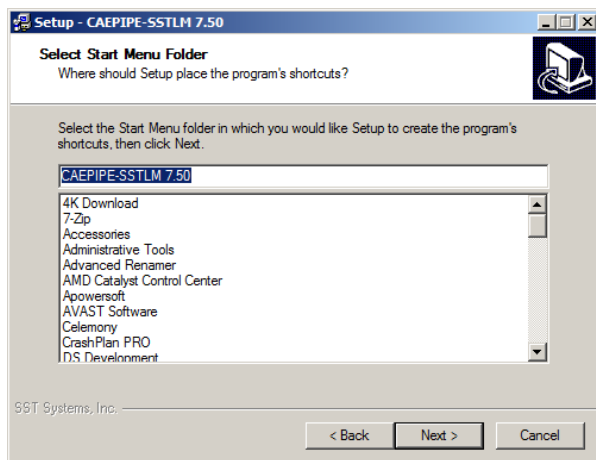 Setup - CAEPIPE-SSTLM 7.50
Select Start Menu Folder
Where should Setup place the program's shortcuts?
Select the Start Menu folder in which you would like Setup to create the program's
shortcuts, then click Next.
CAEPIPE-SSTLM 7.50
4K Download
7-Zip
Accessories
Administrative Tools
Advanced Renamer
AMD Catalyst Control Center
Apowersoft
AVAST Software
Celemony
CrashPlan PRO
DS Development
SST Systems, Inc.
< Back
Next >
Cancel